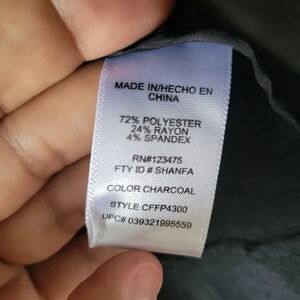 MADE IN/HECHO EN
CHINA
72% POLYESTER
24% RAYON
4% SPANDEX
RN#123475
FTY ID # SHANFA
COLOR CHARCOAL
STYLE CFFP4300
UPC# 039321995559